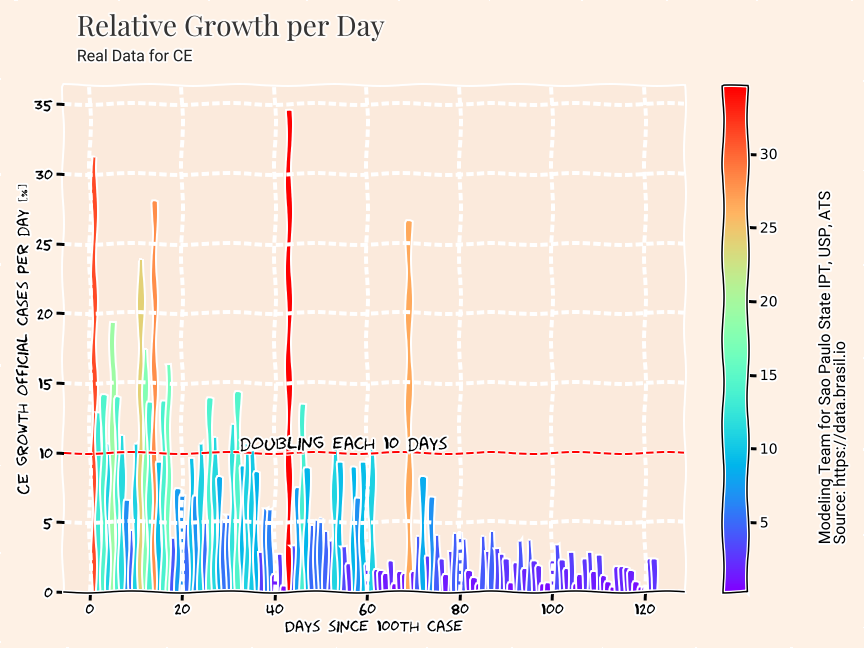 Relative Growth per Day
Real Data for CE
CE GROWTH OFFICIAL CASES PER DAY [%]
35
30
25
20
15
10
5
0
DOUBLING EACH 10 DAYS
0 20 40 60 80 100 120
DAYS SINCE 100TH CASE
30
25
20
15
10
5
Modeling Team for Sao Paulo State IPT, USP, ATS
Source: https://data.brasil.io